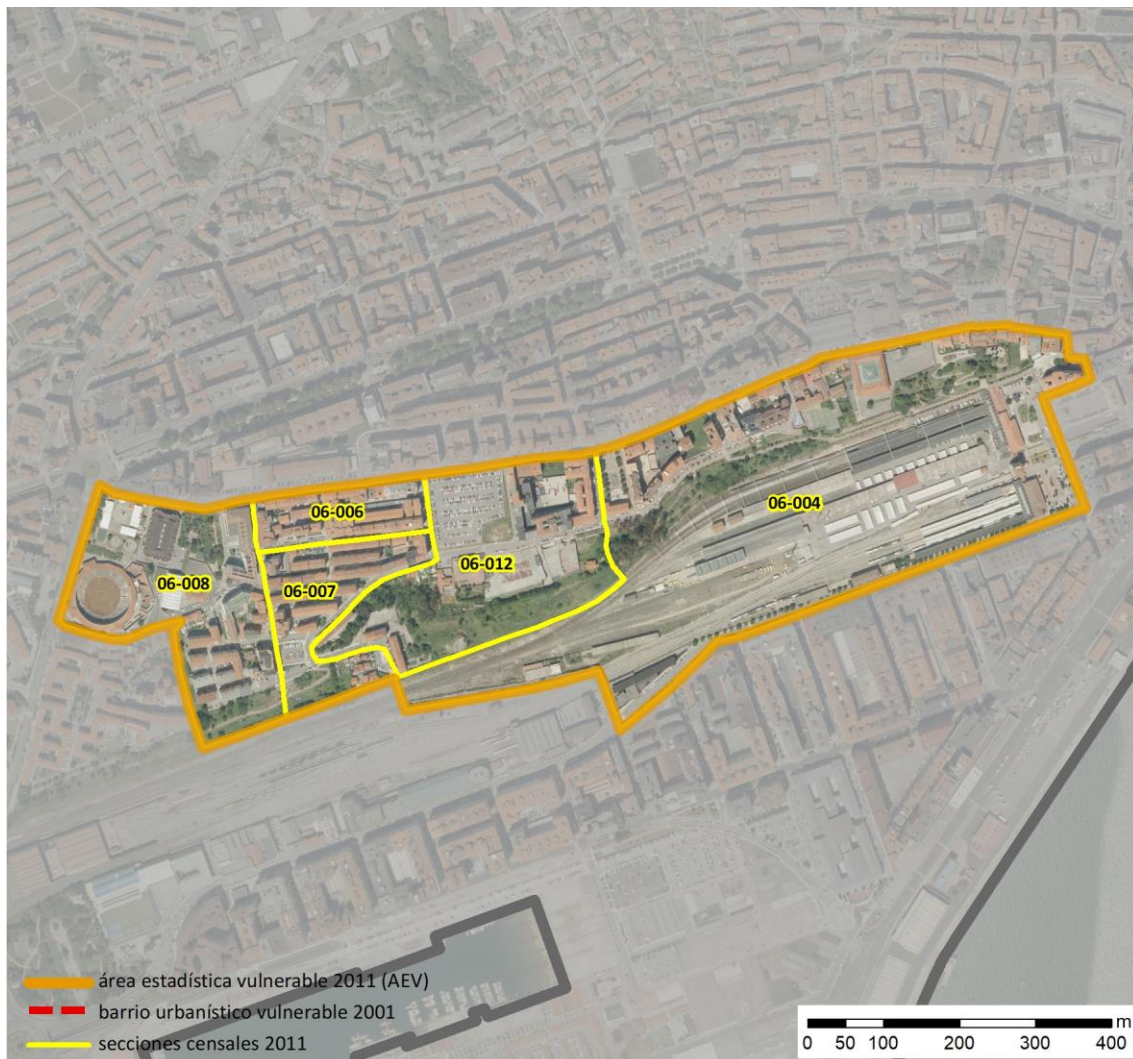 06-006
06-004
06-012
06-008
06-007
área estadística vulnerable 2011 (AEV)
barrio urbanístico vulnerable 2001
secciones censales 2011
m
0 50 100 200 300 400